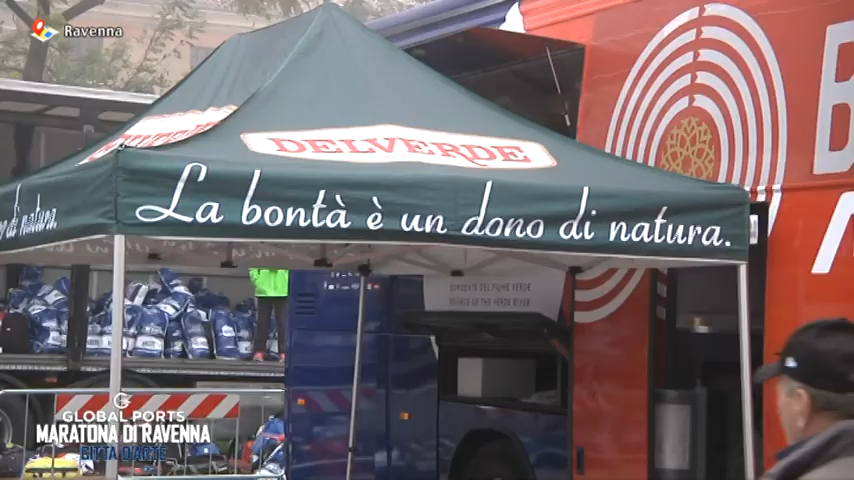 Ravenna
DELVERDE
La bontà è un dono di natura.
di natura.
SORGENTE DEL FIUME VERDE
SOURCE OF THE VERDE RIVER
GLOBAL PORTS
MARATONA DI RAVENNA
CITTÀ D'ARTE